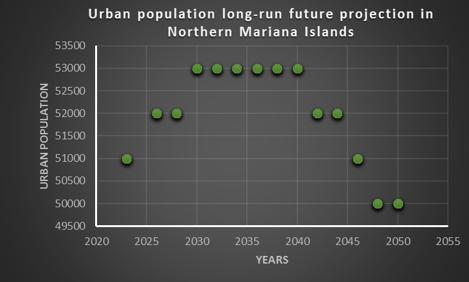 Urban population long-run future projection in
Northern Mariana Islands
URBAN POPULATION
53500
53000
52500
52000
51500
51000
50500
50000
49500
2020 2025 2030 2035 2040 2045 2050 2055
YEARS